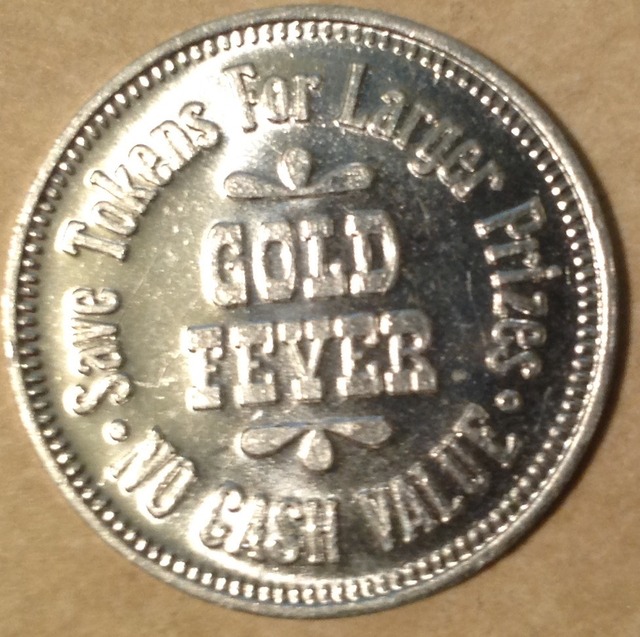 Save Tokens For Larger Prizes
GOLD
FEVER
• NO CASH VALUE •